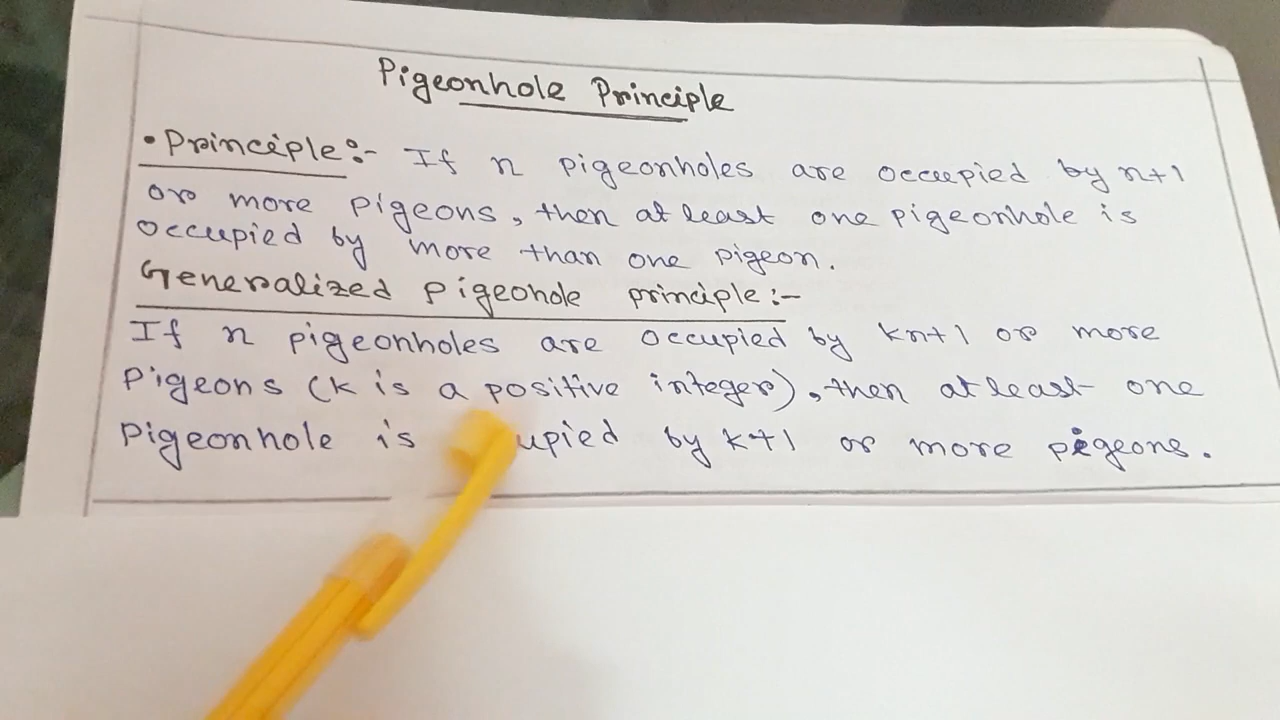 Pigeonhole Principle
• Principle:- If n pigeonholes are occupied by n+1
or more pigeons, then at least one pigeonhole is
occupied by more than one pigeon.
Generalized pigeohole principle:-
If n pigeonholes are occupied by kn+1 or more
Pigeons (K is a positive integer), then at least one
Pigeonhole is upied by k+1 or more pigeons.